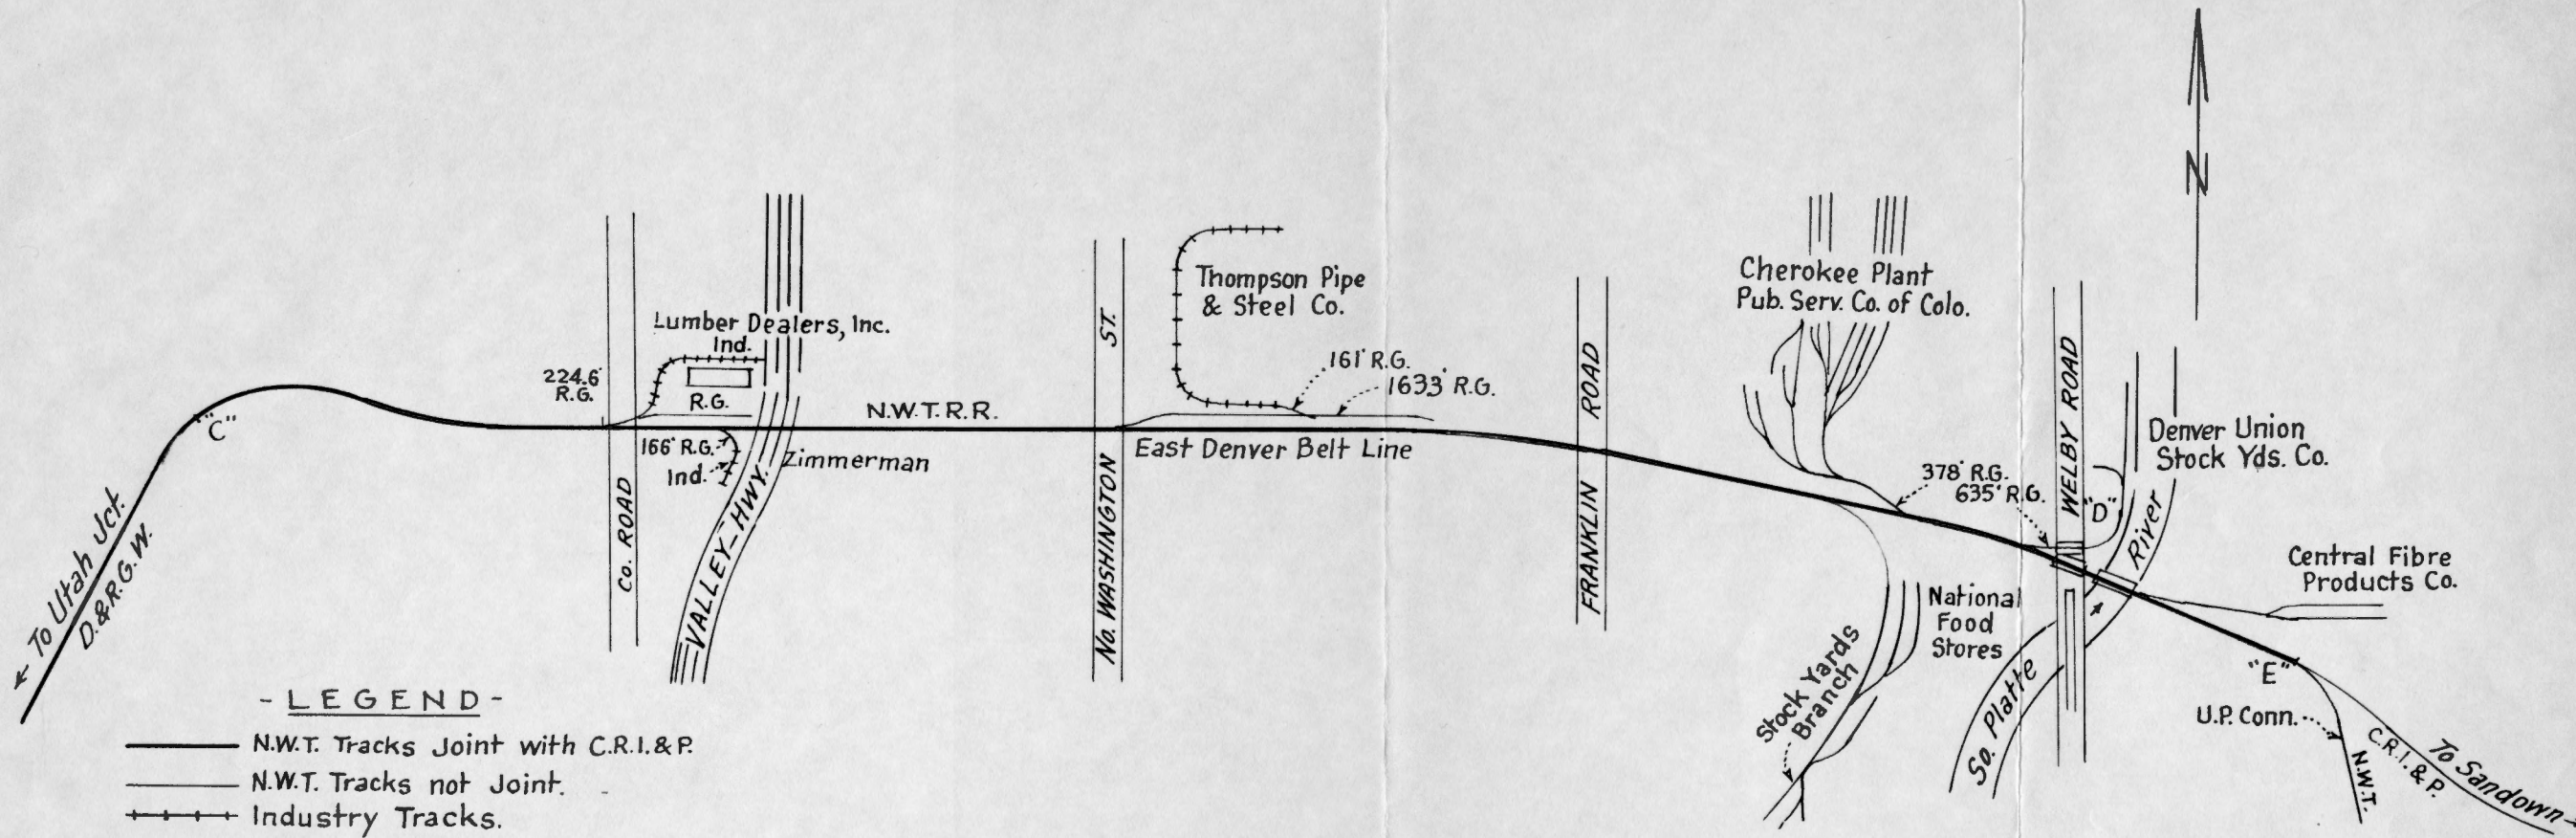 N
Lumber Dealers, Inc.
Ind.
224.6'
R.G.
R.G.
"C"
N.W.T.R.R.
166' R.G.
Ind.
Zimmerman
Co. ROAD
VALLEY-HWY.
To Utah Jct.
D.&R.G.W.
No. WASHINGTON ST.
Thompson Pipe
& Steel Co.
161' R.G.
1633' R.G.
East Denver Belt Line
FRANKLIN ROAD
Cherokee Plant
Pub. Serv. Co. of Colo.
378' R.G.
635' R.G.
WELBY ROAD
"D"
Denver Union
Stock Yds. Co.
So. Platte River
Central Fibre
Products Co.
National
Food
Stores
Stock Yards
Branch
"E"
U.P. Conn.
N.W.T.
C.R.I.&P.
To Sandown
- LEGEND -
N.W.T. Tracks Joint with C.R.I.&P.
N.W.T. Tracks not Joint.
Industry Tracks.